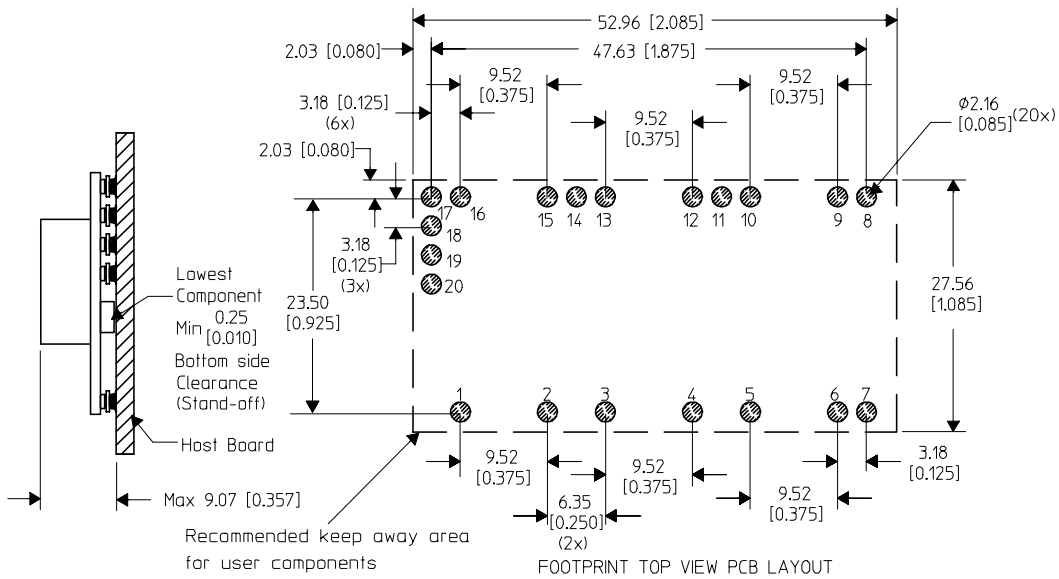 52.96 [2.085]
2.03 [0.080]
47.63 [1.875]
9.52
[0.375]
9.52
[0.375]
3.18 [0.125]
(6x)
9.52
[0.375]
ø2.16
[0.085] (20x)
2.03 [0.080]
17 16 15 14 13 12 11 10 9 8
18
19
20
3.18
[0.125]
(3x)
23.50
[0.925]
27.56
[1.085]
Lowest
Component
Min 0.25
[0.010]
Bottom side
Clearance
(Stand-off)
Host Board
1 2 3 4 5 6 7
9.52
[0.375]
9.52
[0.375]
3.18
[0.125]
6.35
[0.250]
(2x)
9.52
[0.375]
Max 9.07 [0.357]
Recommended keep away area
for user components
FOOTPRINT TOP VIEW PCB LAYOUT